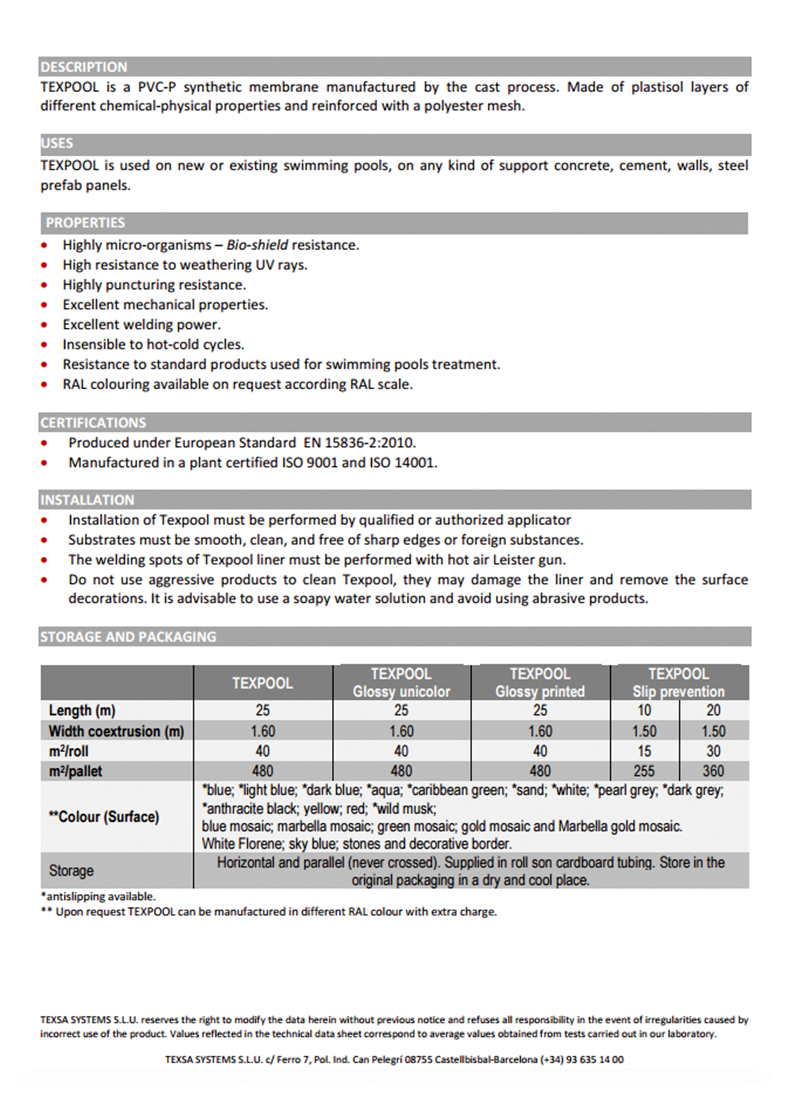 DESCRIPTION
TEXPOOL is a PVC-P synthetic membrane manufactured by the cast process. Made of plastisol layers of
different chemical-physical properties and reinforced with a polyester mesh.
USES
TEXPOOL is used on new or existing swimming pools, on any kind of support concrete, cement, walls, steel
prefab panels.
PROPERTIES
• Highly micro-organisms – Bio-shield resistance.
• High resistance to weathering UV rays.
• Highly puncturing resistance.
• Excellent mechanical properties.
• Excellent welding power.
• Insensible to hot-cold cycles.
• Resistance to standard products used for swimming pools treatment.
• RAL colouring available on request according RAL scale.
CERTIFICATIONS
• Produced under European Standard EN 15836-2:2010.
• Manufactured in a plant certified ISO 9001 and ISO 14001.
INSTALLATION
• Installation of Texpool must be performed by qualified or authorized applicator
• Substrates must be smooth, clean, and free of sharp edges or foreign substances.
• The welding spots of Texpool liner must be performed with hot air Leister gun.
• Do not use aggressive products to clean Texpool, they may damage the liner and remove the surface
decorations. It is advisable to use a soapy water solution and avoid using abrasive products.
STORAGE AND PACKAGING
TEXPOOL TEXPOOL Glossy unicolor TEXPOOL Glossy printed TEXPOOL Slip prevention
Length (m) 25 25 25 10 20
Width coextrusion (m) 1.60 1.60 1.60 1.50 1.50
m²/roll 40 40 40 15 30
m²/pallet 480 480 480 255 360
**Colour (Surface) *blue; *light blue; *dark blue; *aqua; *caribbean green; *sand; *white; *pearl grey; *dark grey;
*anthracite black; yellow; red; *wild musk;
blue mosaic; marbella mosaic; green mosaic; gold mosaic and Marbella gold mosaic.
White Florene; sky blue; stones and decorative border.
Storage Horizontal and parallel (never crossed). Supplied in roll son cardboard tubing. Store in the
original packaging in a dry and cool place.
*antislipping available.
** Upon request TEXPOOL can be manufactured in different RAL colour with extra charge.
TEXSA SYSTEMS S.L.U. reserves the right to modify the data herein without previous notice and refuses all responsibility in the event of irregularities caused by
incorrect use of the product. Values reflected in the technical data sheet correspond to average values obtained from tests carried out in our laboratory.
TEXSA SYSTEMS S.L.U. c/ Ferro 7, Pol. Ind. Can Pelegrí 08755 Castellbisbal-Barcelona (+34) 93 635 14 00